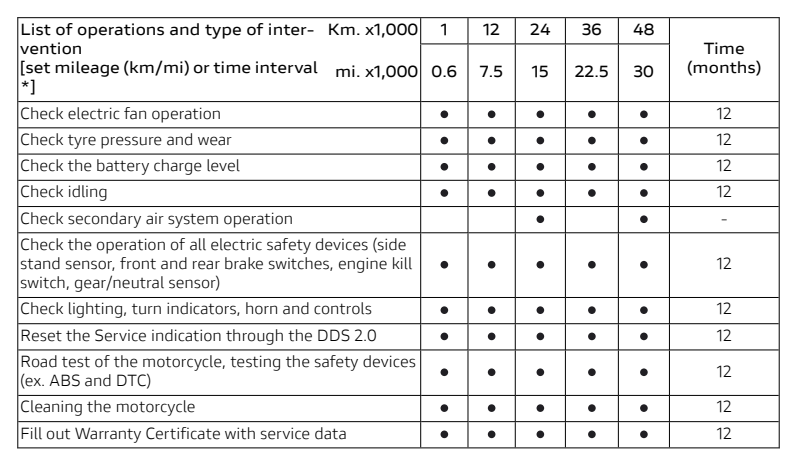 List of operations and type of inter- Km. x1,000 1 12 24 36 48 Time
vention
[set mileage (km/mi) or time interval mi. x1,000 0.6 7.5 15 22.5 30 (months)
*]
Check electric fan operation ● ● ● ● ● 12
Check tyre pressure and wear ● ● ● ● ● 12
Check the battery charge level ● ● ● ● ● 12
Check idling ● ● ● ● ● 12
Check secondary air system operation ● ● -
Check the operation of all electric safety devices (side
stand sensor, front and rear brake switches, engine kill ● ● ● ● ● 12
switch, gear/neutral sensor)
Check lighting, turn indicators, horn and controls ● ● ● ● ● 12
Reset the Service indication through the DDS 2.0 ● ● ● ● ● 12
Road test of the motorcycle, testing the safety devices ● ● ● ● ● 12
(ex. ABS and DTC)
Cleaning the motorcycle ● ● ● ● ● 12
Fill out Warranty Certificate with service data ● ● ● ● ● 12